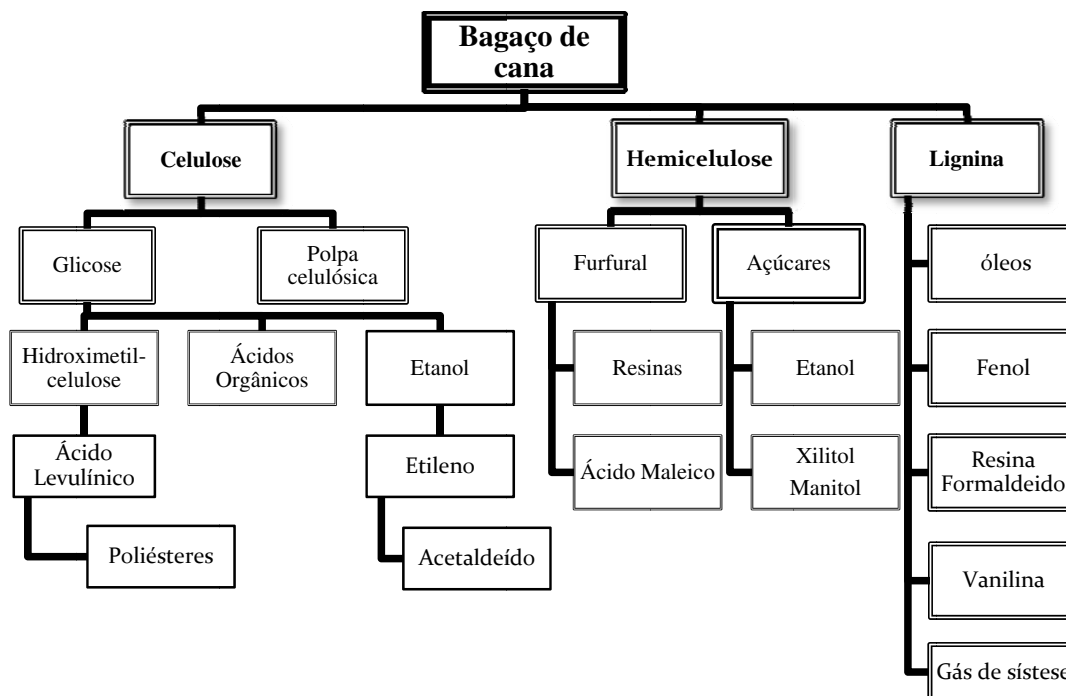 Bagaço de
cana
Celulose
Hemicelulose
Lignina
Glicose
Polpa
celulósica
Furfural
Açúcares
óleos
Hidroximetil-
celulose
Ácidos
Orgânicos
Etanol
Resinas
Etanol
Fenol
Ácido
Levulínico
Etileno
Ácido Maleico
Xilitol
Manitol
Resina
Formaldeido
Poliésteres
Acetaldeído
Vanilina
Gás de sístese